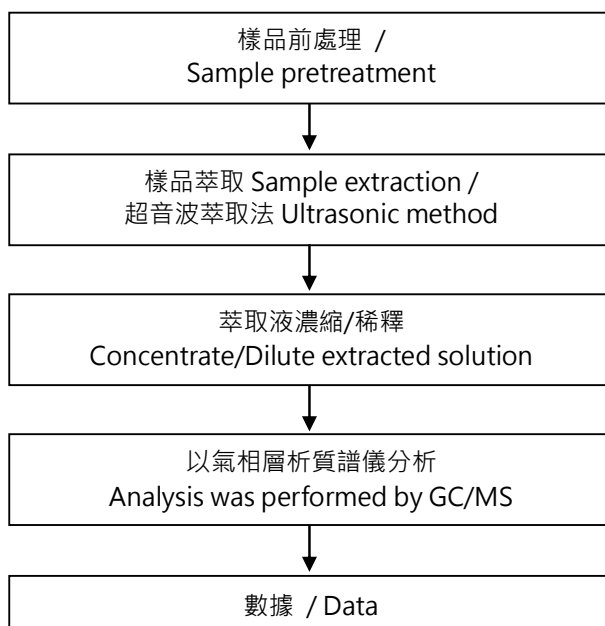 樣品前處理 /
Sample pretreatment
樣品萃取 Sample extraction /
超音波萃取法 Ultrasonic method
萃取液濃縮/稀釋
Concentrate/Dilute extracted solution
以氣相層析質譜儀分析
Analysis was performed by GC/MS
數據 / Data